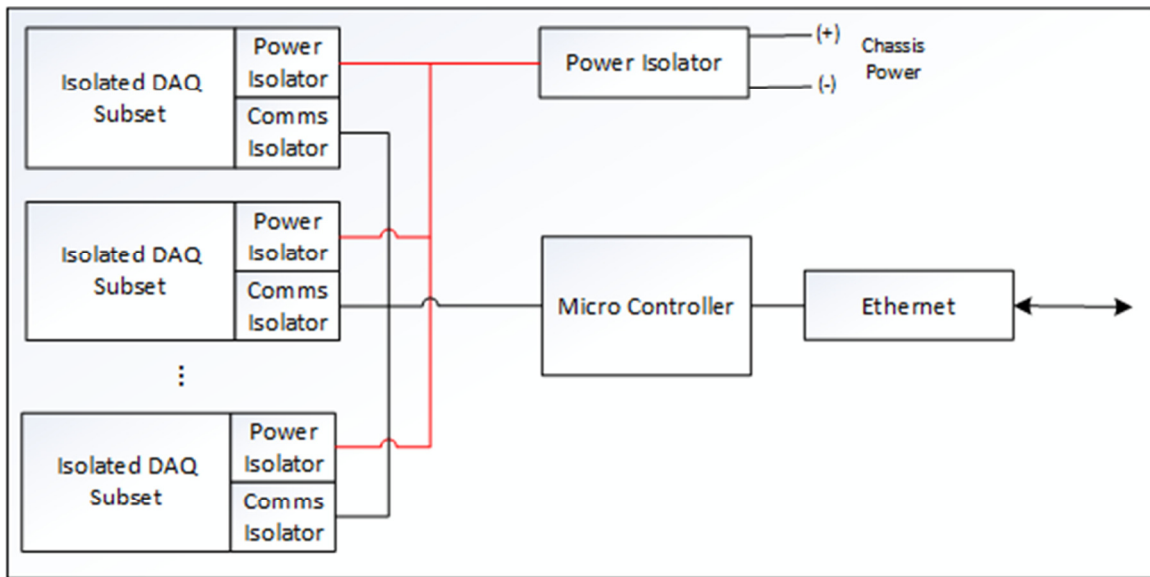 Isolated DAQ
Subset
Power
Isolator
Comms
Isolator
Power Isolator
(+)
(-)
Chassis
Power
Isolated DAQ
Subset
Power
Isolator
Comms
Isolator
Micro Controller
Ethernet
...
Isolated DAQ
Subset
Power
Isolator
Comms
Isolator